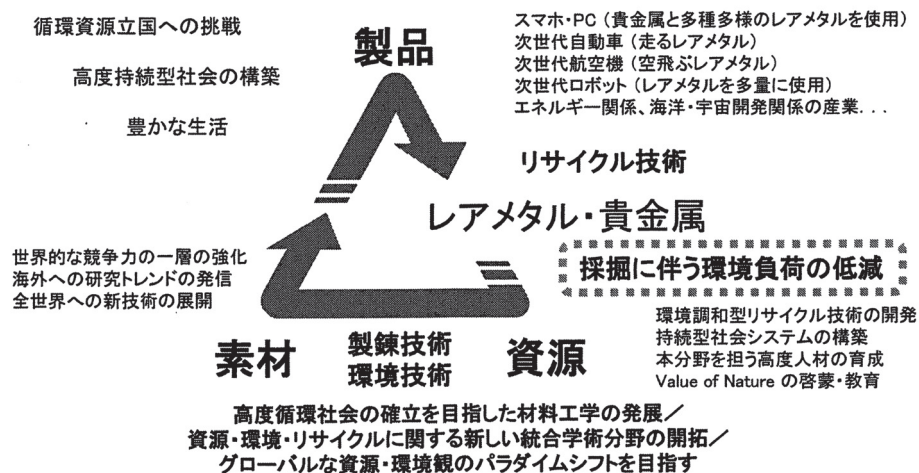 循環資源立国への挑戦
高度持続型社会の構築
豊かな生活
製品
スマホ・PC (貴金属と多種多様のレアメタルを使用)
次世代自動車 (走るレアメタル)
次世代航空機 (空飛ぶレアメタル)
次世代ロボット (レアメタルを多量に使用)
エネルギー関係、海洋・宇宙開発関係の産業...
リサイクル技術
レアメタル・貴金属
採掘に伴う環境負荷の低減
環境調和型リサイクル技術の開発
持続型社会システムの構築
本分野を担う高度人材の育成
Value of Nature の啓蒙・教育
世界的な競争力の一層の強化
海外への研究トレンドの発信
全世界への新技術の展開
素材
製錬技術
環境技術
資源
高度循環社会の確立を目指した材料工学の発展／
資源・環境・リサイクルに関する新しい統合学術分野の開拓／
グローバルな資源・環境観のパラダイムシフトを目指す